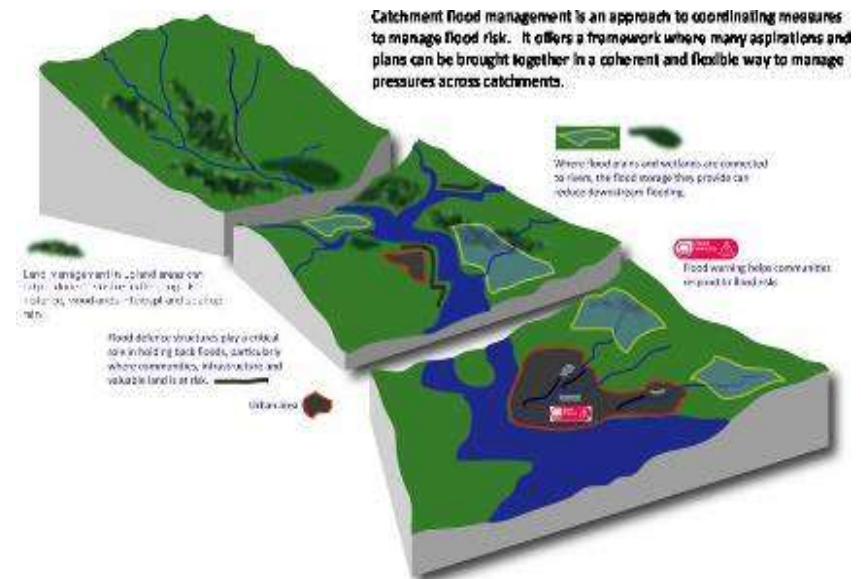 Catchment flood management is an approach to coordinating measures
to manage flood risk. It offers a framework where many aspirations and
plans can be brought together in a coherent and flexible way to manage
pressures across catchments.
Where flood plains and wetlands are connected
to rivers, the flood storage they provide can
reduce downstream flooding.
Flood warning helps communities
respond to flood risks
Land management in upland areas can
woodlands
rain.
Flood defence structures play a critical
role in holding back floods, particularly
where communities, infrastructure and
valuable land is at risk.
Urban area